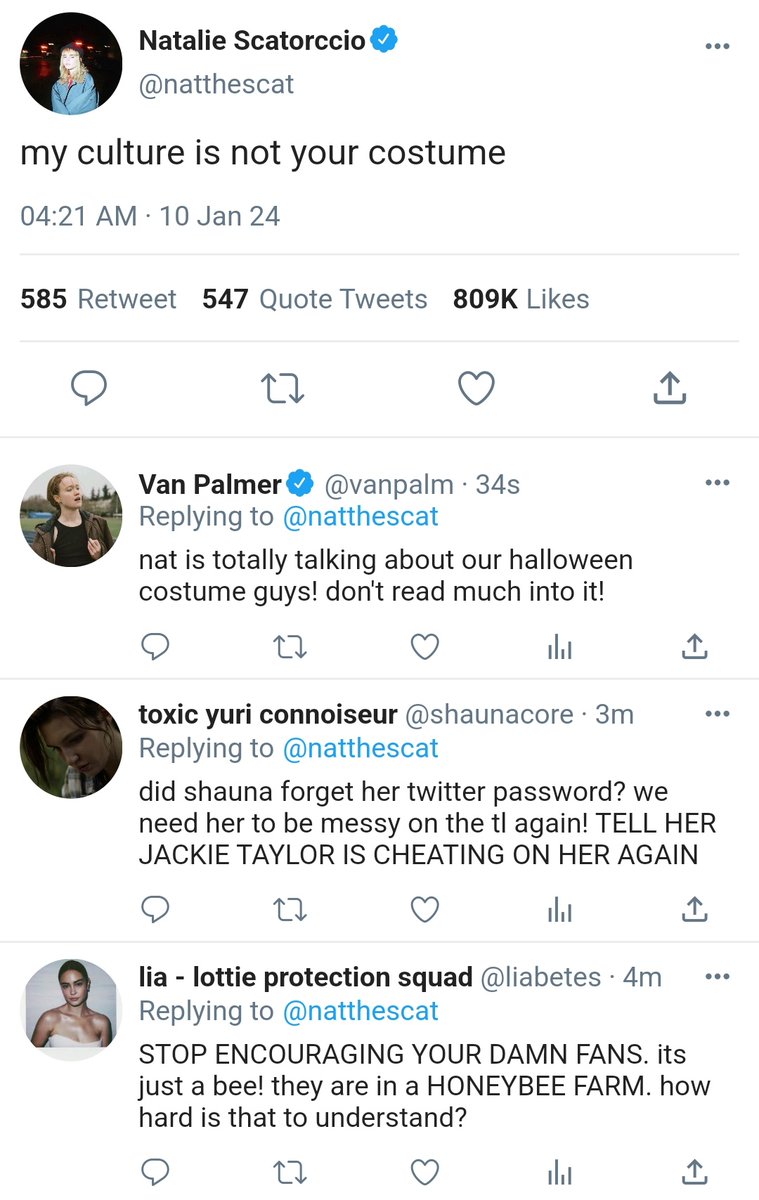 Natalie Scatorccio
@natthescat
my culture is not your costume
04:21 AM · 10 Jan 24
585 Retweet 547 Quote Tweets 809K Likes
Van Palmer @vanpalm · 34s
Replying to @natthescat
nat is totally talking about our halloween
costume guys! don't read much into it!
toxic yuri connoiseur @shaunacore · 3m
Replying to @natthescat
did shauna forget her twitter password? we
need her to be messy on the tl again! TELL HER
JACKIE TAYLOR IS CHEATING ON HER AGAIN
lia - lottie protection squad @liabetes · 4m
Replying to @natthescat
STOP ENCOURAGING YOUR DAMN FANS. its
just a bee! they are in a HONEYBEE FARM. how
hard is that to understand?